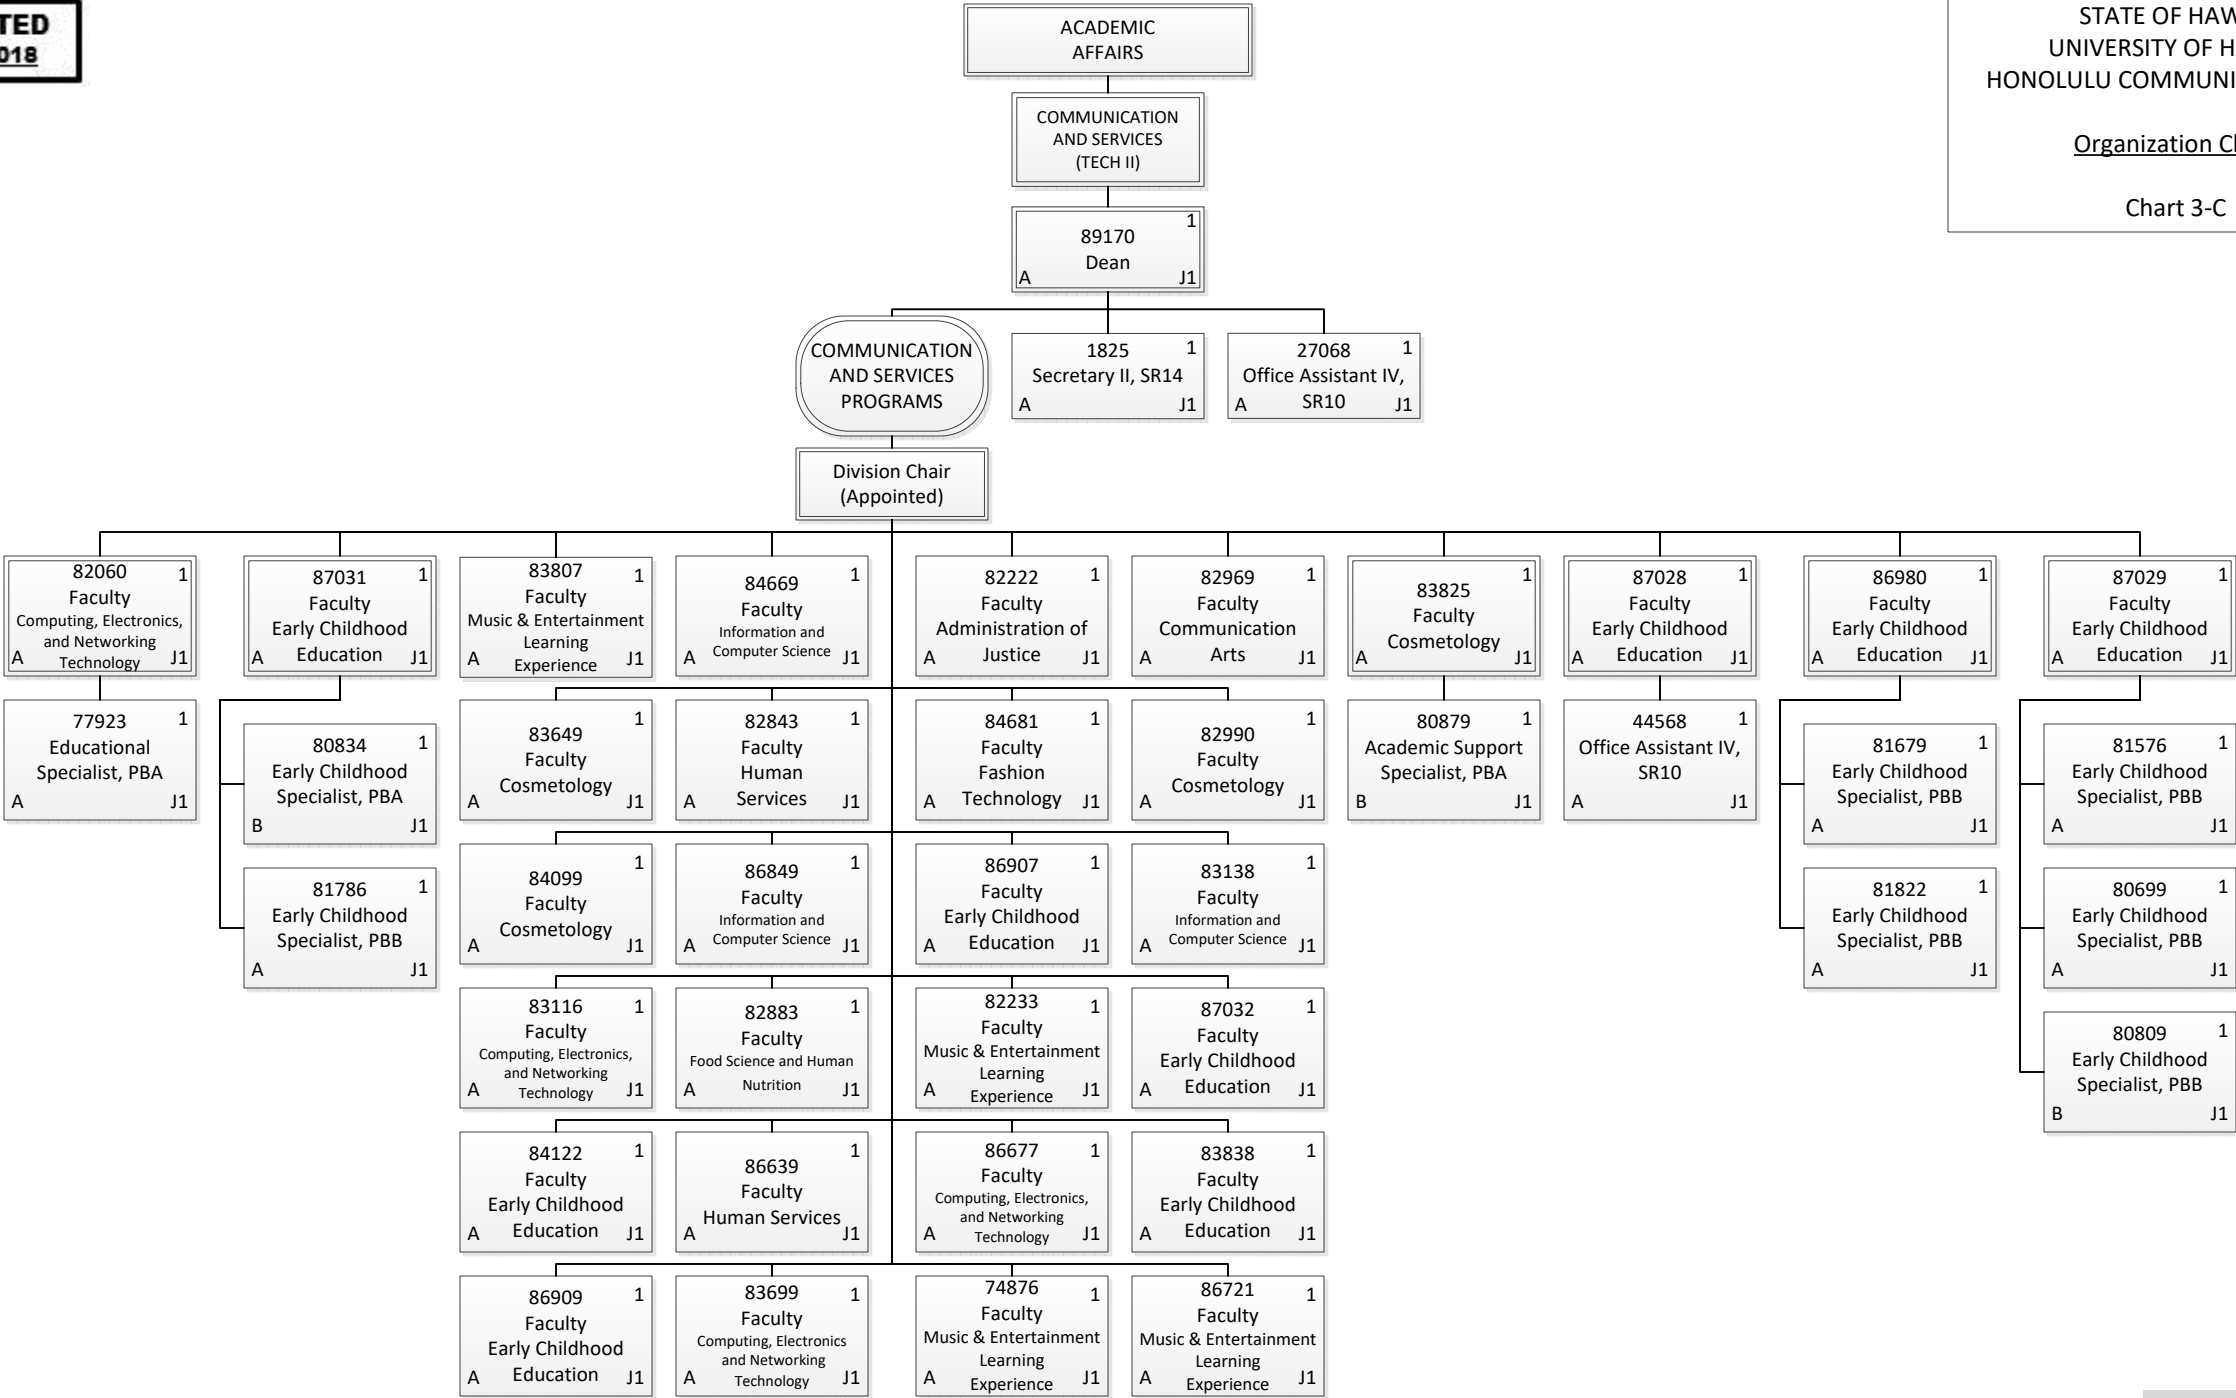 TED
018
ACADEMIC
AFFAIRS
STATE OF HAW
UNIVERSITY OF H
HONOLULU COMMUNI
Organization C
Chart 3-C
COMMUNICATION
AND SERVICES
(TECH II)
1
89170
Dean
A J1
COMMUNICATION
AND SERVICES
PROGRAMS
1825 1
Secretary II, SR14
A J1
27068 1
Office Assistant IV,
A SR10 J1
Division Chair
(Appointed)
82060 1
Faculty
Computing, Electronics,
and Networking
A Technology J1
87031 1
Faculty
Early Childhood
A Education J1
83807 1
Faculty
Music & Entertainment
Learning
A Experience J1
84669 1
Faculty
Information and
A Computer Science J1
82222 1
Faculty
Administration of
A Justice J1
82969 1
Faculty
Communication
A Arts J1
83825 1
Faculty
Cosmetology
A J1
87028 1
Faculty
Early Childhood
A Education J1
86980 1
Faculty
Early Childhood
A Education J1
87029 1
Faculty
Early Childhood
A Education J1
77923 1
Educational
Specialist, PBA
A J1
80834 1
Early Childhood
Specialist, PBA
B J1
81786 1
Early Childhood
Specialist, PBB
A J1
83649 1
Faculty
Cosmetology
A J1
82843 1
Faculty
Human
A Services J1
84681 1
Faculty
Fashion
A Technology J1
82990 1
Faculty
Cosmetology
A J1
80879 1
Academic Support
Specialist, PBA
B J1
44568 1
Office Assistant IV,
SR10
A J1
81679 1
Early Childhood
Specialist, PBB
A J1
81576 1
Early Childhood
Specialist, PBB
A J1
84099 1
Faculty
Cosmetology
A J1
86849 1
Faculty
Information and
A Computer Science J1
86907 1
Faculty
Early Childhood
A Education J1
83138 1
Faculty
Information and
A Computer Science J1
81822 1
Early Childhood
Specialist, PBB
A J1
80699 1
Early Childhood
Specialist, PBB
A J1
83116 1
Faculty
Computing, Electronics,
and Networking
A Technology J1
82883 1
Faculty
Food Science and Human
A Nutrition J1
82233 1
Faculty
Music & Entertainment
Learning
A Experience J1
87032 1
Faculty
Early Childhood
A Education J1
80809 1
Early Childhood
Specialist, PBB
B J1
84122 1
Faculty
Early Childhood
A Education J1
86639 1
Faculty
Human Services
A J1
86677 1
Faculty
Computing, Electronics,
and Networking
A Technology J1
83838 1
Faculty
Early Childhood
A Education J1
86909 1
Faculty
Early Childhood
A Education J1
83699 1
Faculty
Computing, Electronics
and Networking
A Technology J1
74876 1
Faculty
Music & Entertainment
Learning
A Experience J1
86721 1
Faculty
Music & Entertainment
Learning
A Experience J1